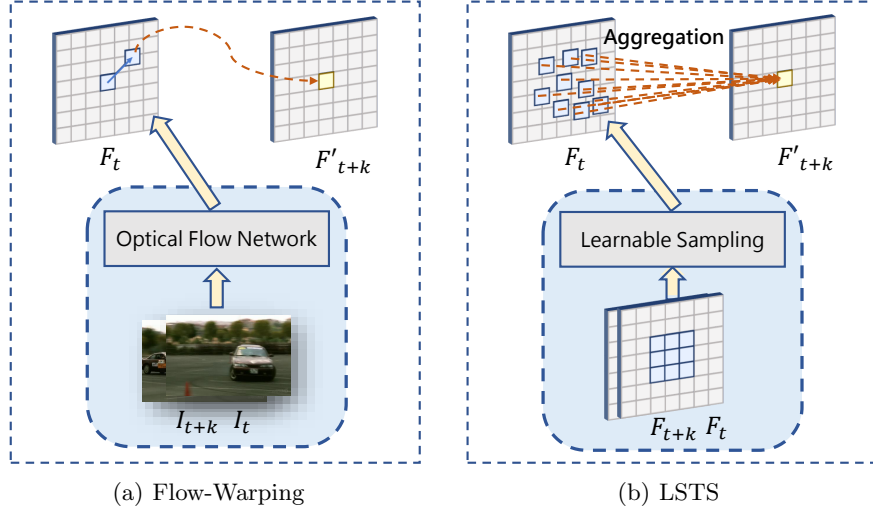 F_t
F'_{t+k}
Optical Flow Network
I_{t+k} I_t
(a) Flow-Warping
Aggregation
F_t
F'_{t+k}
Learnable Sampling
F_{t+k} F_t
(b) LSTS